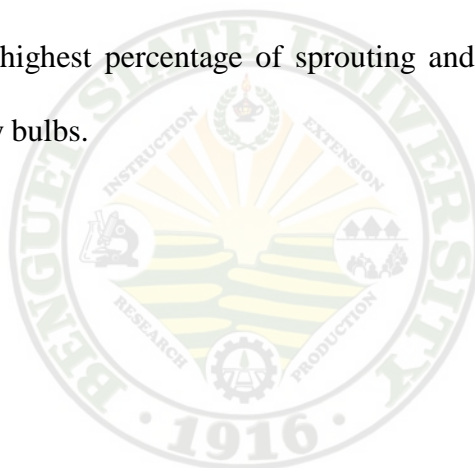 highest percentage of sprouting and
bulbs.
BENGUET STATE UNIVERSITY
INSTRUCTION
EXTENSION
RESEARCH
PRODUCTION
· 1916 ·